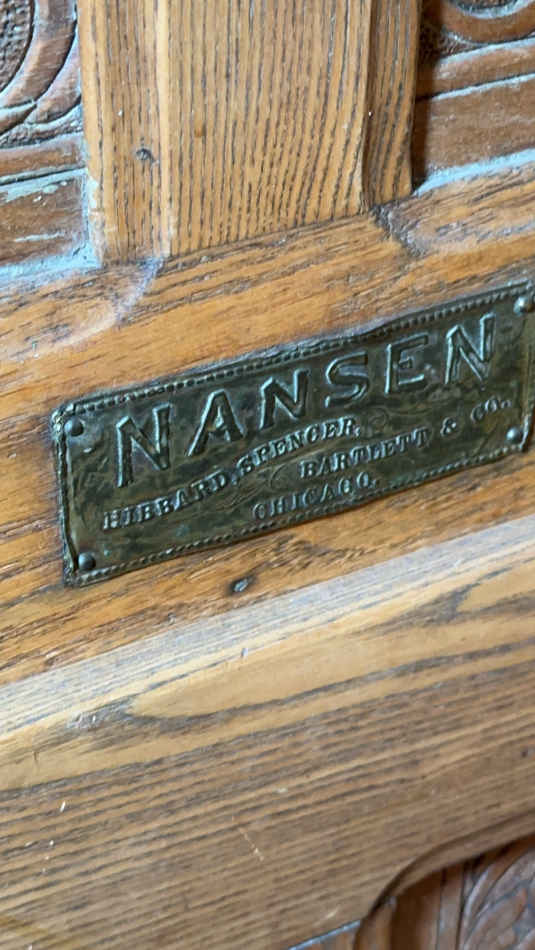 NANSEN
HIBBARD, SPENCER,
BARTLETT & CO.
CHICAGO.